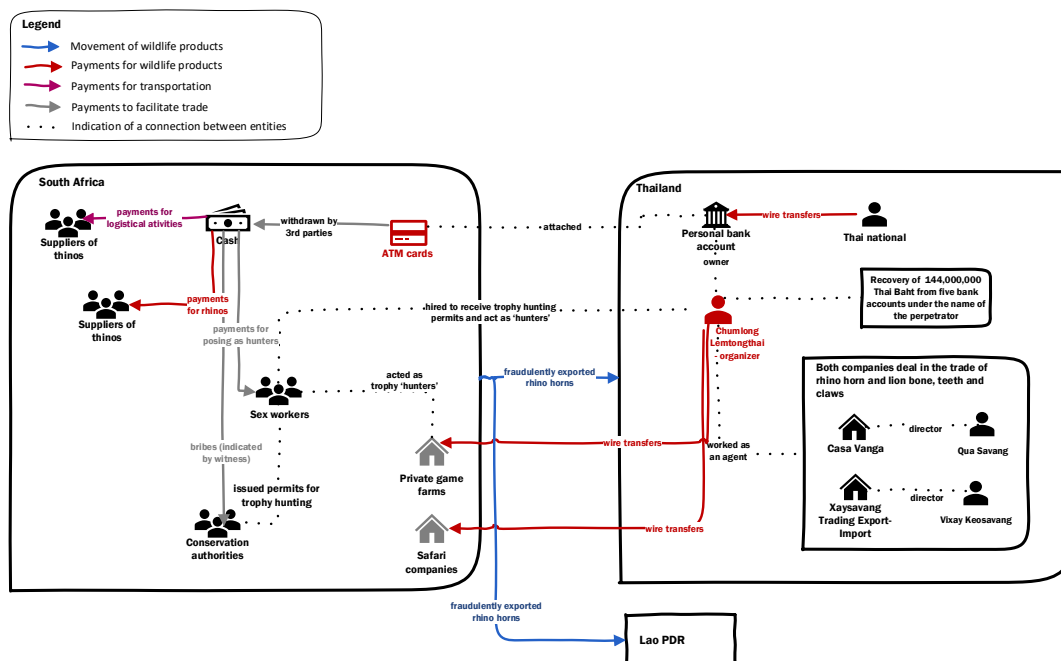 Legend
Movement of wildlife products
Payments for wildlife products
Payments for transportation
Payments to facilitate trade
Indication of a connection between entities
South Africa
payments for
logistical ativities
Suppliers of
thinos
Cash
withdrawn by
3rd parties
ATM cards
attached
Suppliers of
thinos
payments
for rhinos
payments for
posing as hunters
hired to receive trophy hunting
permits and act as ‘hunters’
Sex workers
acted as
trophy ‘hunters’
bribes (indicated
by witness)
issued permits for
trophy hunting
Conservation
authorities
Private game
farms
Safari
companies
fraudulently exported
rhino horns
wire transfers
wire transfers
fraudulently exported
rhino horns
Lao PDR
Thailand
Personal bank
account
wire transfers
Thai national
owner
Chumlong
Lemtongthai
- organizer
Recovery of 144,000,000
Thai Baht from five bank
accounts under the name of
the perpetrator
worked as
an agent
Both companies deal in the trade of
rhino horn and lion bone, teeth and
claws
Casa Vanga
director
Qua Savang
Xaysavang
Trading Export-
Import
director
Vixay Keosavang